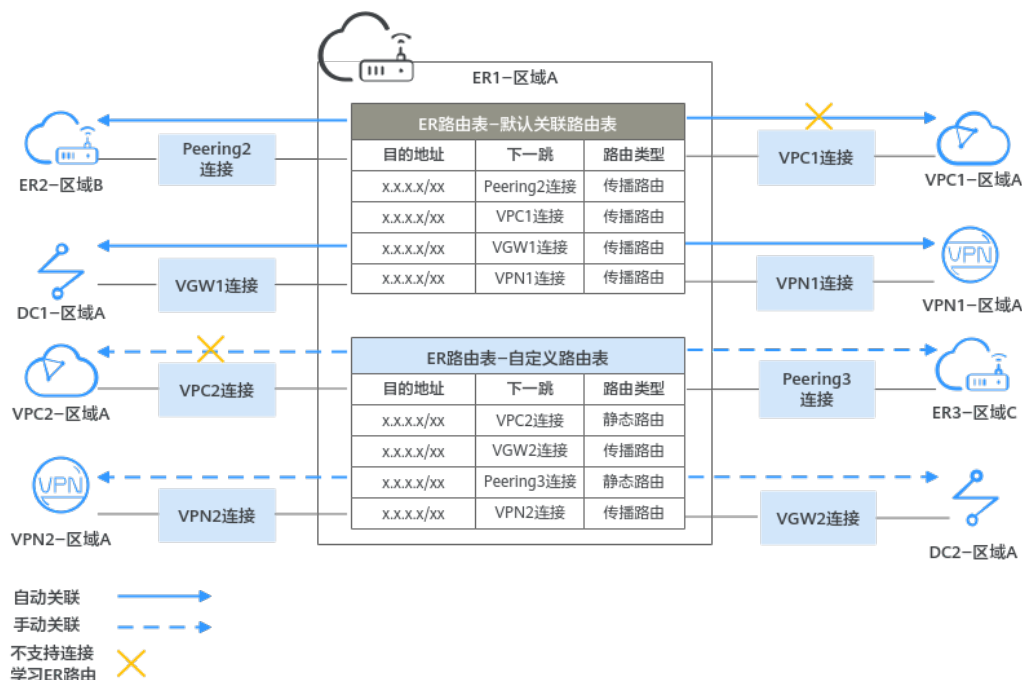 ER1-区域A
ER路由表-默认关联路由表
目的地址 下一跳 路由类型
x.x.x.x/xx Peering2连接 传播路由
x.x.x.x/xx VPC1连接 传播路由
x.x.x.x/xx VGW1连接 传播路由
x.x.x.x/xx VPN1连接 传播路由
Peering2
连接
ER2-区域B
VPC1连接
VPC1-区域A
VGW1连接
DC1-区域A
VPN
VPN1连接
VPN1-区域A
ER路由表-自定义路由表
目的地址 下一跳 路由类型
x.x.x.x/xx VPC2连接 静态路由
x.x.x.x/xx VGW2连接 传播路由
x.x.x.x/xx Peering3连接 静态路由
x.x.x.x/xx VPN2连接 传播路由
VPC2连接
VPC2-区域A
Peering3
连接
ER3-区域C
VPN
VPN2连接
VPN2-区域A
VGW2连接
DC2-区域A
自动关联
手动关联
不支持连接
学习ER路由